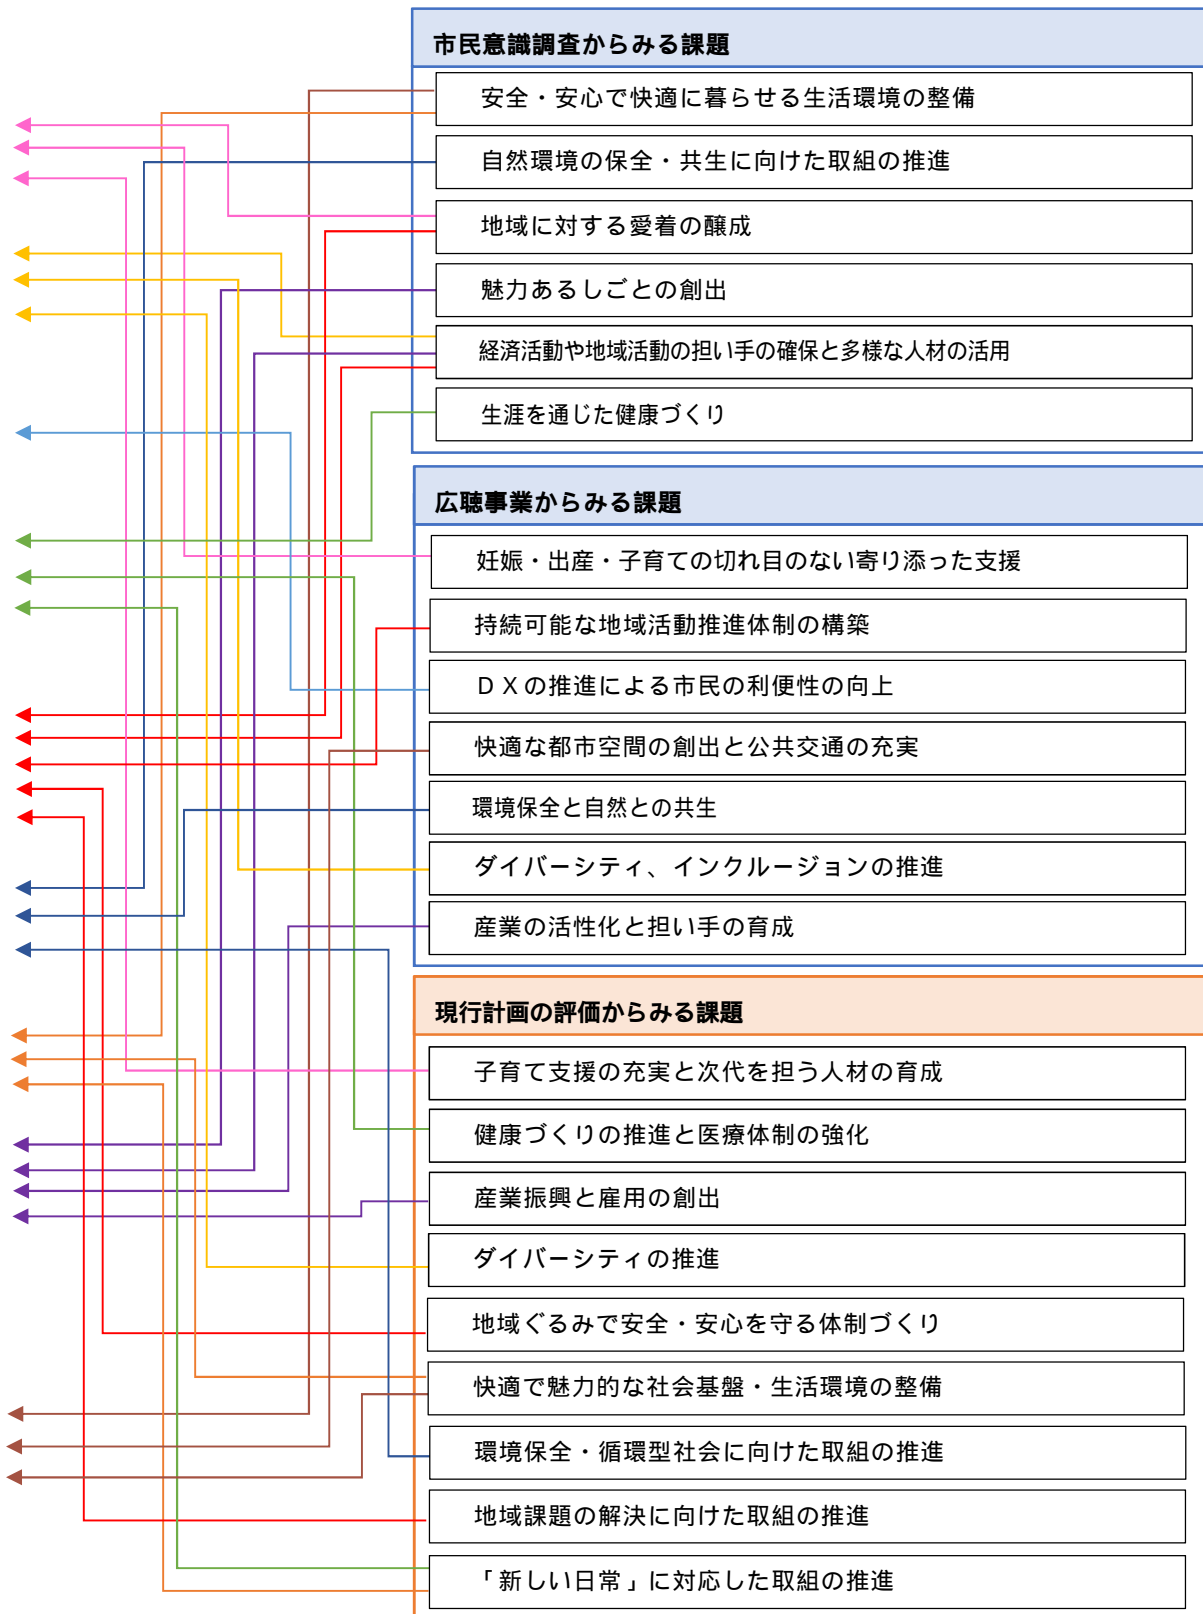 市民意識調査からみる課題
安全・安心で快適に暮らせる生活環境の整備
自然環境の保全・共生に向けた取組の推進
地域に対する愛着の醸成
魅力あるしごとの創出
経済活動や地域活動の担い手の確保と多様な人材の活用
生涯を通じた健康づくり
広聴事業からみる課題
妊娠・出産・子育ての切れ目のない寄り添った支援
持続可能な地域活動推進体制の構築
ＤＸの推進による市民の利便性の向上
快適な都市空間の創出と公共交通の充実
環境保全と自然との共生
ダイバーシティ、インクルージョンの推進
産業の活性化と担い手の育成
現行計画の評価からみる課題
子育て支援の充実と次代を担う人材の育成
健康づくりの推進と医療体制の強化
産業振興と雇用の創出
ダイバーシティの推進
地域ぐるみで安全・安心を守る体制づくり
快適で魅力的な社会基盤・生活環境の整備
環境保全・循環型社会に向けた取組の推進
地域課題の解決に向けた取組の推進
「新しい日常」に対応した取組の推進